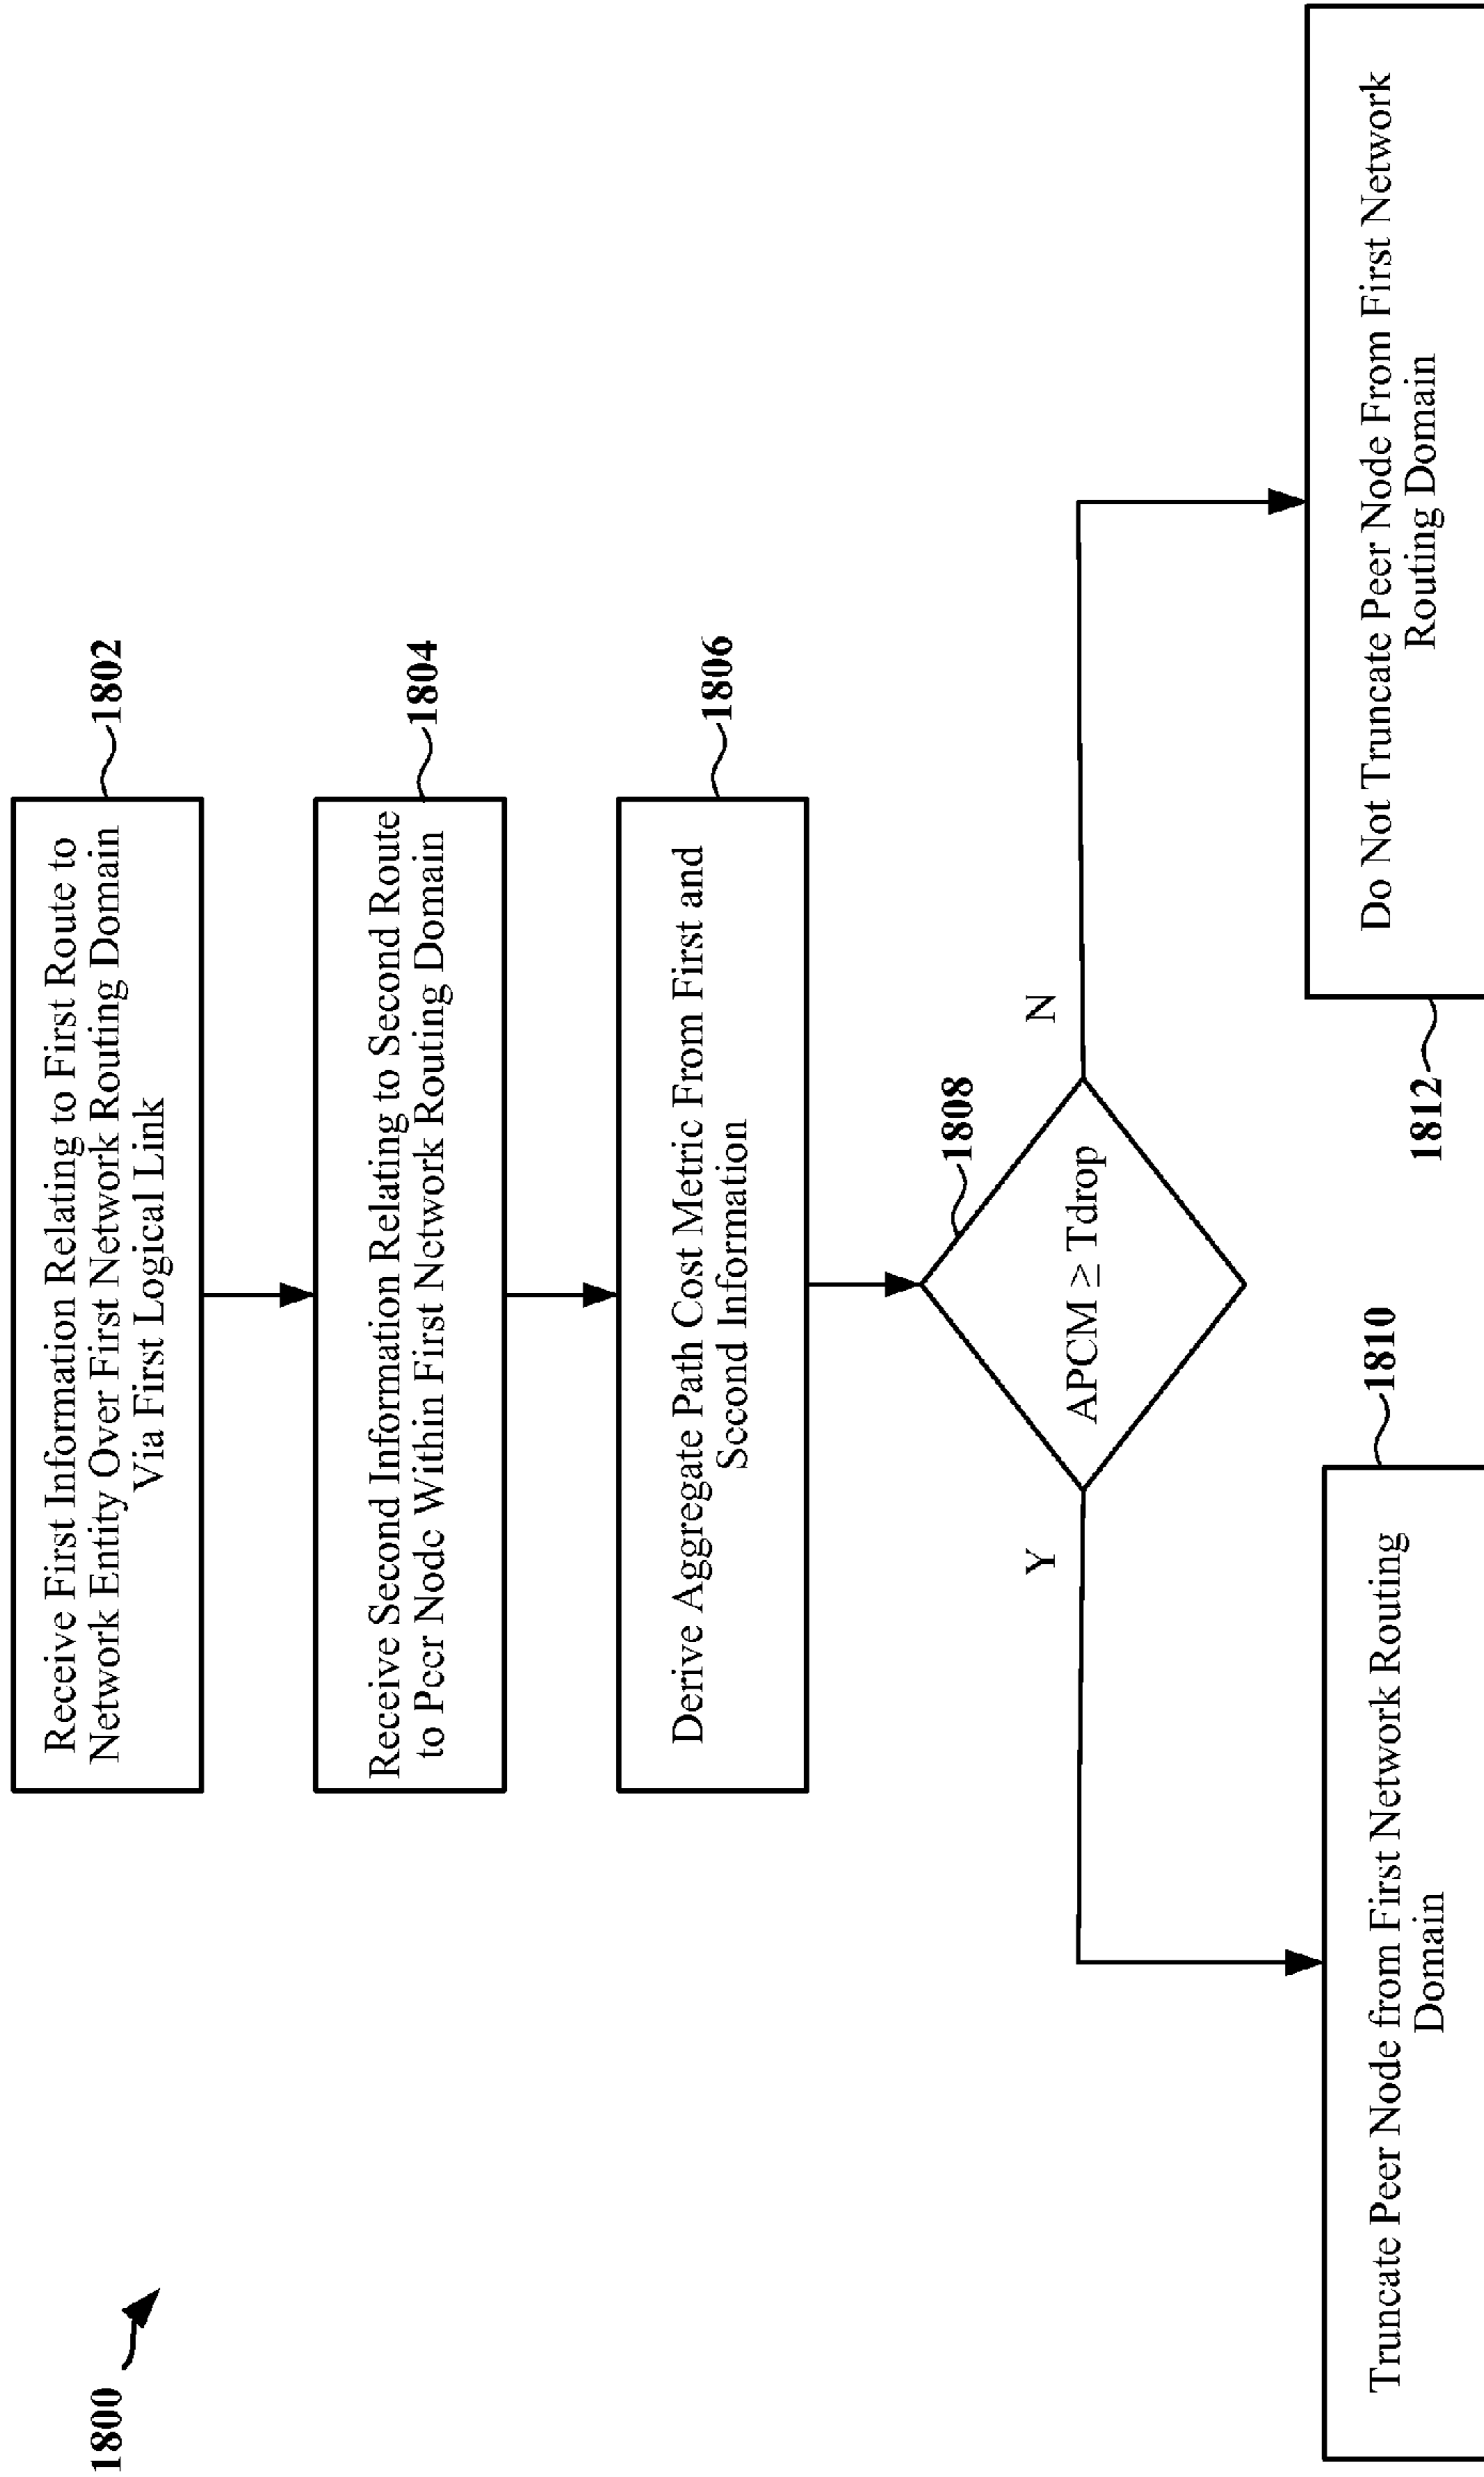 1800
Receive First Information Relating to First Route to
Network Entity Over First Network Routing Domain
Via First Logical Link
1802
Receive Second Information Relating to Second Route
to Peer Node Within First Network Routing Domain
1804
Derive Aggregate Path Cost Metric From First and
Second Information
1806
1808
APCM ≥ Tdrop
Y
N
1810
Truncate Peer Node from First Network Routing
Domain
1812
Do Not Truncate Peer Node From First Network
Routing Domain